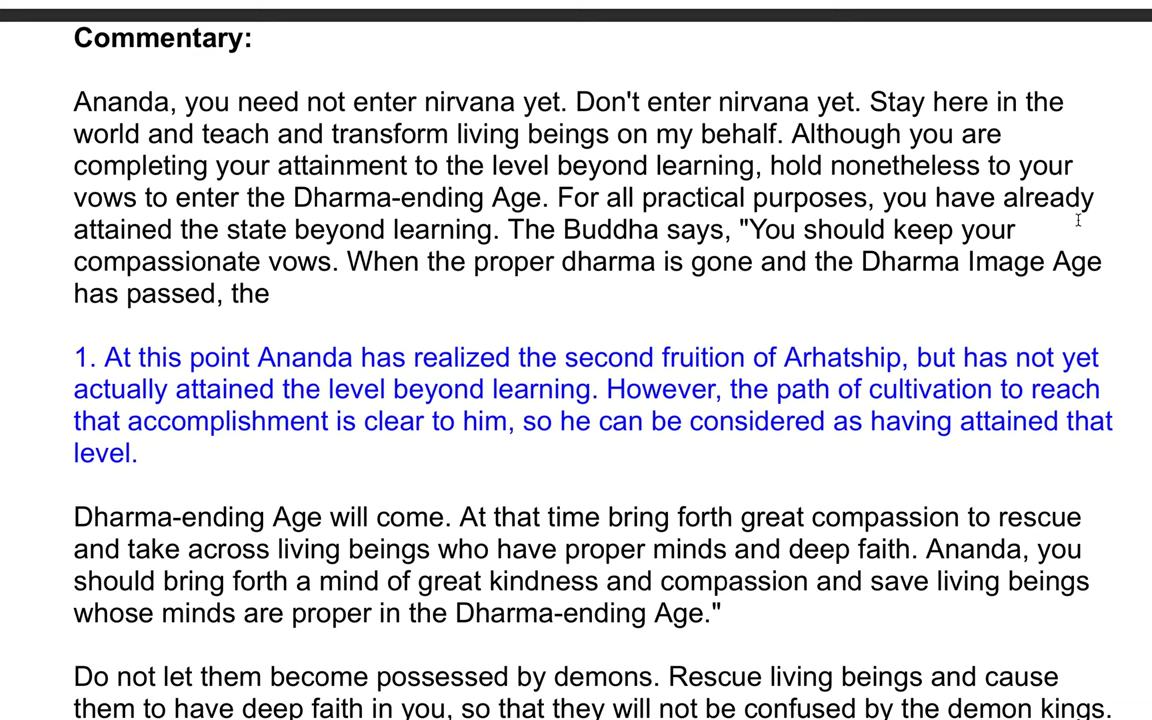 Commentary:
Ananda, you need not enter nirvana yet. Don't enter nirvana yet. Stay here in the
world and teach and transform living beings on my behalf. Although you are
completing your attainment to the level beyond learning, hold nonetheless to your
vows to enter the Dharma-ending Age. For all practical purposes, you have already
attained the state beyond learning. The Buddha says, "You should keep your
compassionate vows. When the proper dharma is gone and the Dharma Image Age
has passed, the
1. At this point Ananda has realized the second fruition of Arhatship, but has not yet
actually attained the level beyond learning. However, the path of cultivation to reach
that accomplishment is clear to him, so he can be considered as having attained that
level.
Dharma-ending Age will come. At that time bring forth great compassion to rescue
and take across living beings who have proper minds and deep faith. Ananda, you
should bring forth a mind of great kindness and compassion and save living beings
whose minds are proper in the Dharma-ending Age."
Do not let them become possessed by demons. Rescue living beings and cause
them to have deep faith in you, so that they will not be confused by the demon kings.